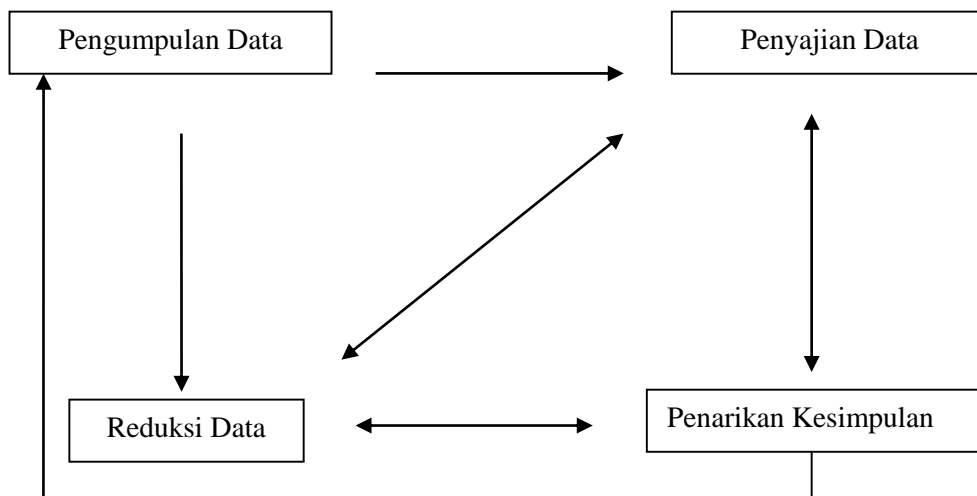 Pengumpulan Data
Penyajian Data
Reduksi Data
Penarikan Kesimpulan